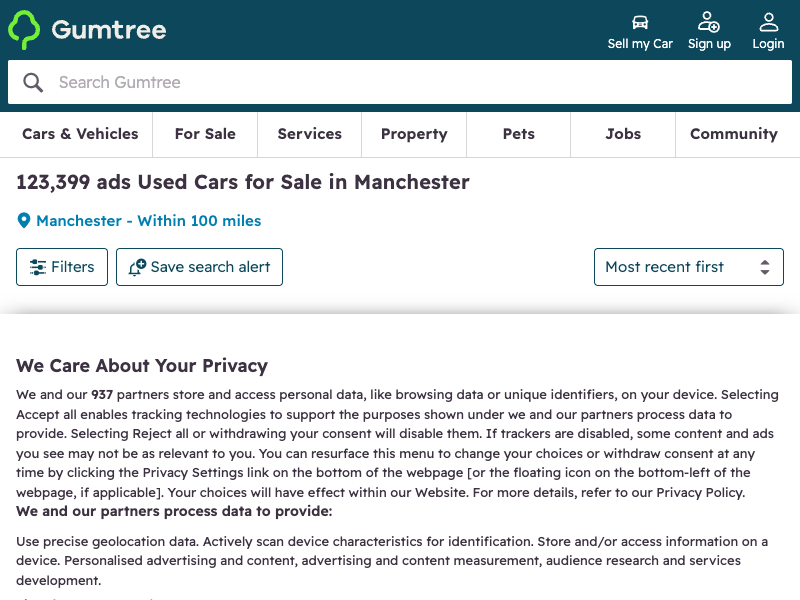 Gumtree
Sell my Car
Sign up
Login
Search Gumtree
Cars & Vehicles
For Sale
Services
Property
Pets
Jobs
Community
123,399 ads Used Cars for Sale in Manchester
Manchester - Within 100 miles
Filters
Save search alert
Most recent first
We Care About Your Privacy
We and our 937 partners store and access personal data, like browsing data or unique identifiers, on your device. Selecting
Accept all enables tracking technologies to support the purposes shown under we and our partners process data to
provide. Selecting Reject all or withdrawing your consent will disable them. If trackers are disabled, some content and ads
you see may not be as relevant to you. You can resurface this menu to change your choices or withdraw consent at any
time by clicking the Privacy Settings link on the bottom of the webpage [or the floating icon on the bottom-left of the
webpage, if applicable]. Your choices will have effect within our Website. For more details, refer to our Privacy Policy.
We and our partners process data to provide:
Use precise geolocation data. Actively scan device characteristics for identification. Store and/or access information on a
device. Personalised advertising and content, advertising and content measurement, audience research and services
development.